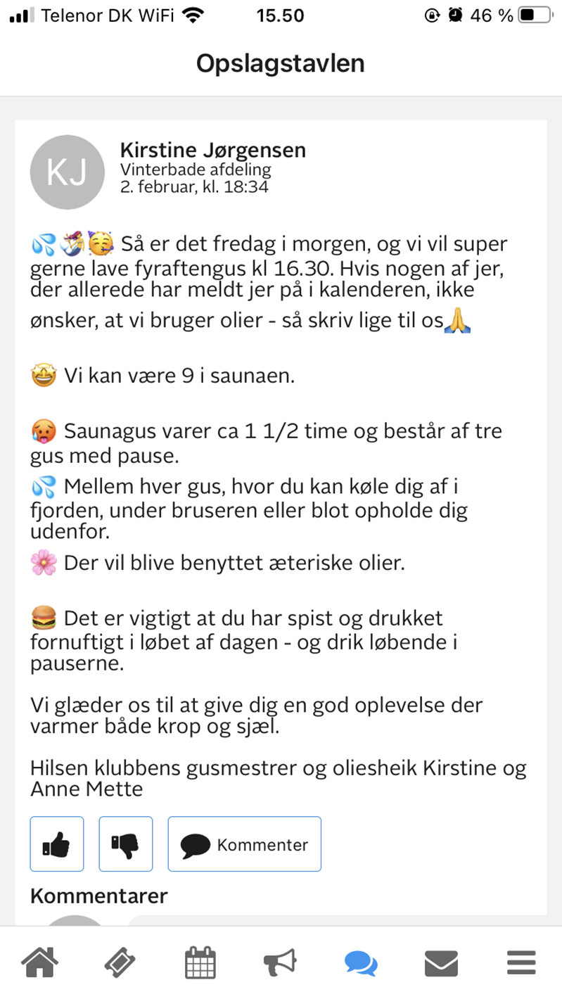 Telenor DK WiFi 15.50 46 %
Opslagstavlen
KJ
Kirstine Jørgensen
Vinterbade afdeling
2. februar, kl. 18:34
💦🧜‍♀️🥳 Så er det fredag i morgen, og vi vil super
gerne lave fyraftengus kl 16.30. Hvis nogen af jer,
der allerede har meldt jer på i kalenderen, ikke
ønsker, at vi bruger olier - så skriv lige til os🙏
🤩 Vi kan være 9 i saunaen.
🥵 Saunagus varer ca 1 1/2 time og består af tre
gus med pause.
💦 Mellem hver gus, hvor du kan køle dig af i
fjorden, under bruseren eller blot opholde dig
udenfor.
🌸 Der vil blive benyttet æteriske olier.
🍔 Det er vigtigt at du har spist og drukket
fornuftigt i løbet af dagen - og drik løbende i
pauserne.
Vi glæder os til at give dig en god oplevelse der
varmer både krop og sjæl.
Hilsen klubbens gusmestrer og oliesheik Kirstine og
Anne Mette
Kommenter
Kommentarer